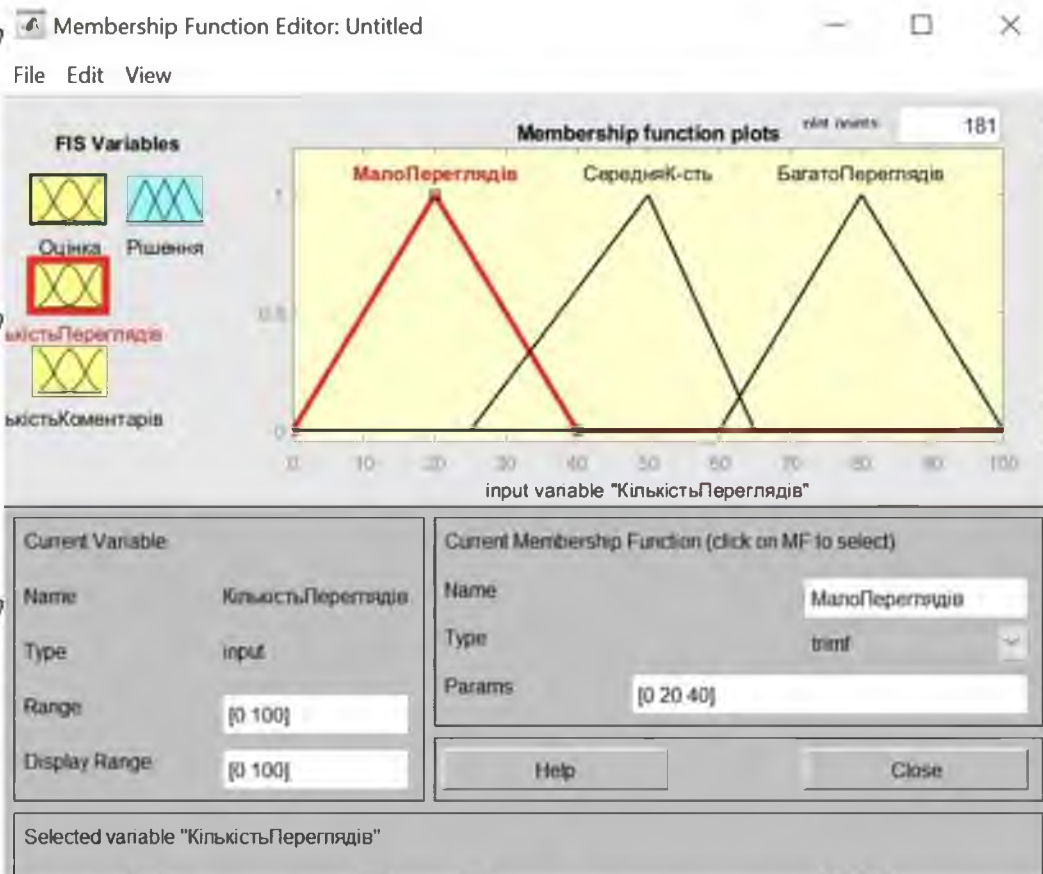 Membership Function Editor: Untitled
File Edit View
FIS Variables
Оцінка Рішення
ькістьПереглядів
ькістьКоментарів
Membership function plots plot points: 181
МалоПереглядів СередняК-сть БагатоПереглядів
1
0.5
0
0 10 20 30 40 50 60 70 80 90 100
input variable "КількістьПереглядів"
Current Variable
Name КількістьПереглядів
Type input
Range [0 100]
Display Range [0 100]
Current Membership Function (click on MF to select)
Name МалоПереглядів
Type trimf
Params [0 20 40]
Help Close
Selected variable "КількістьПереглядів"